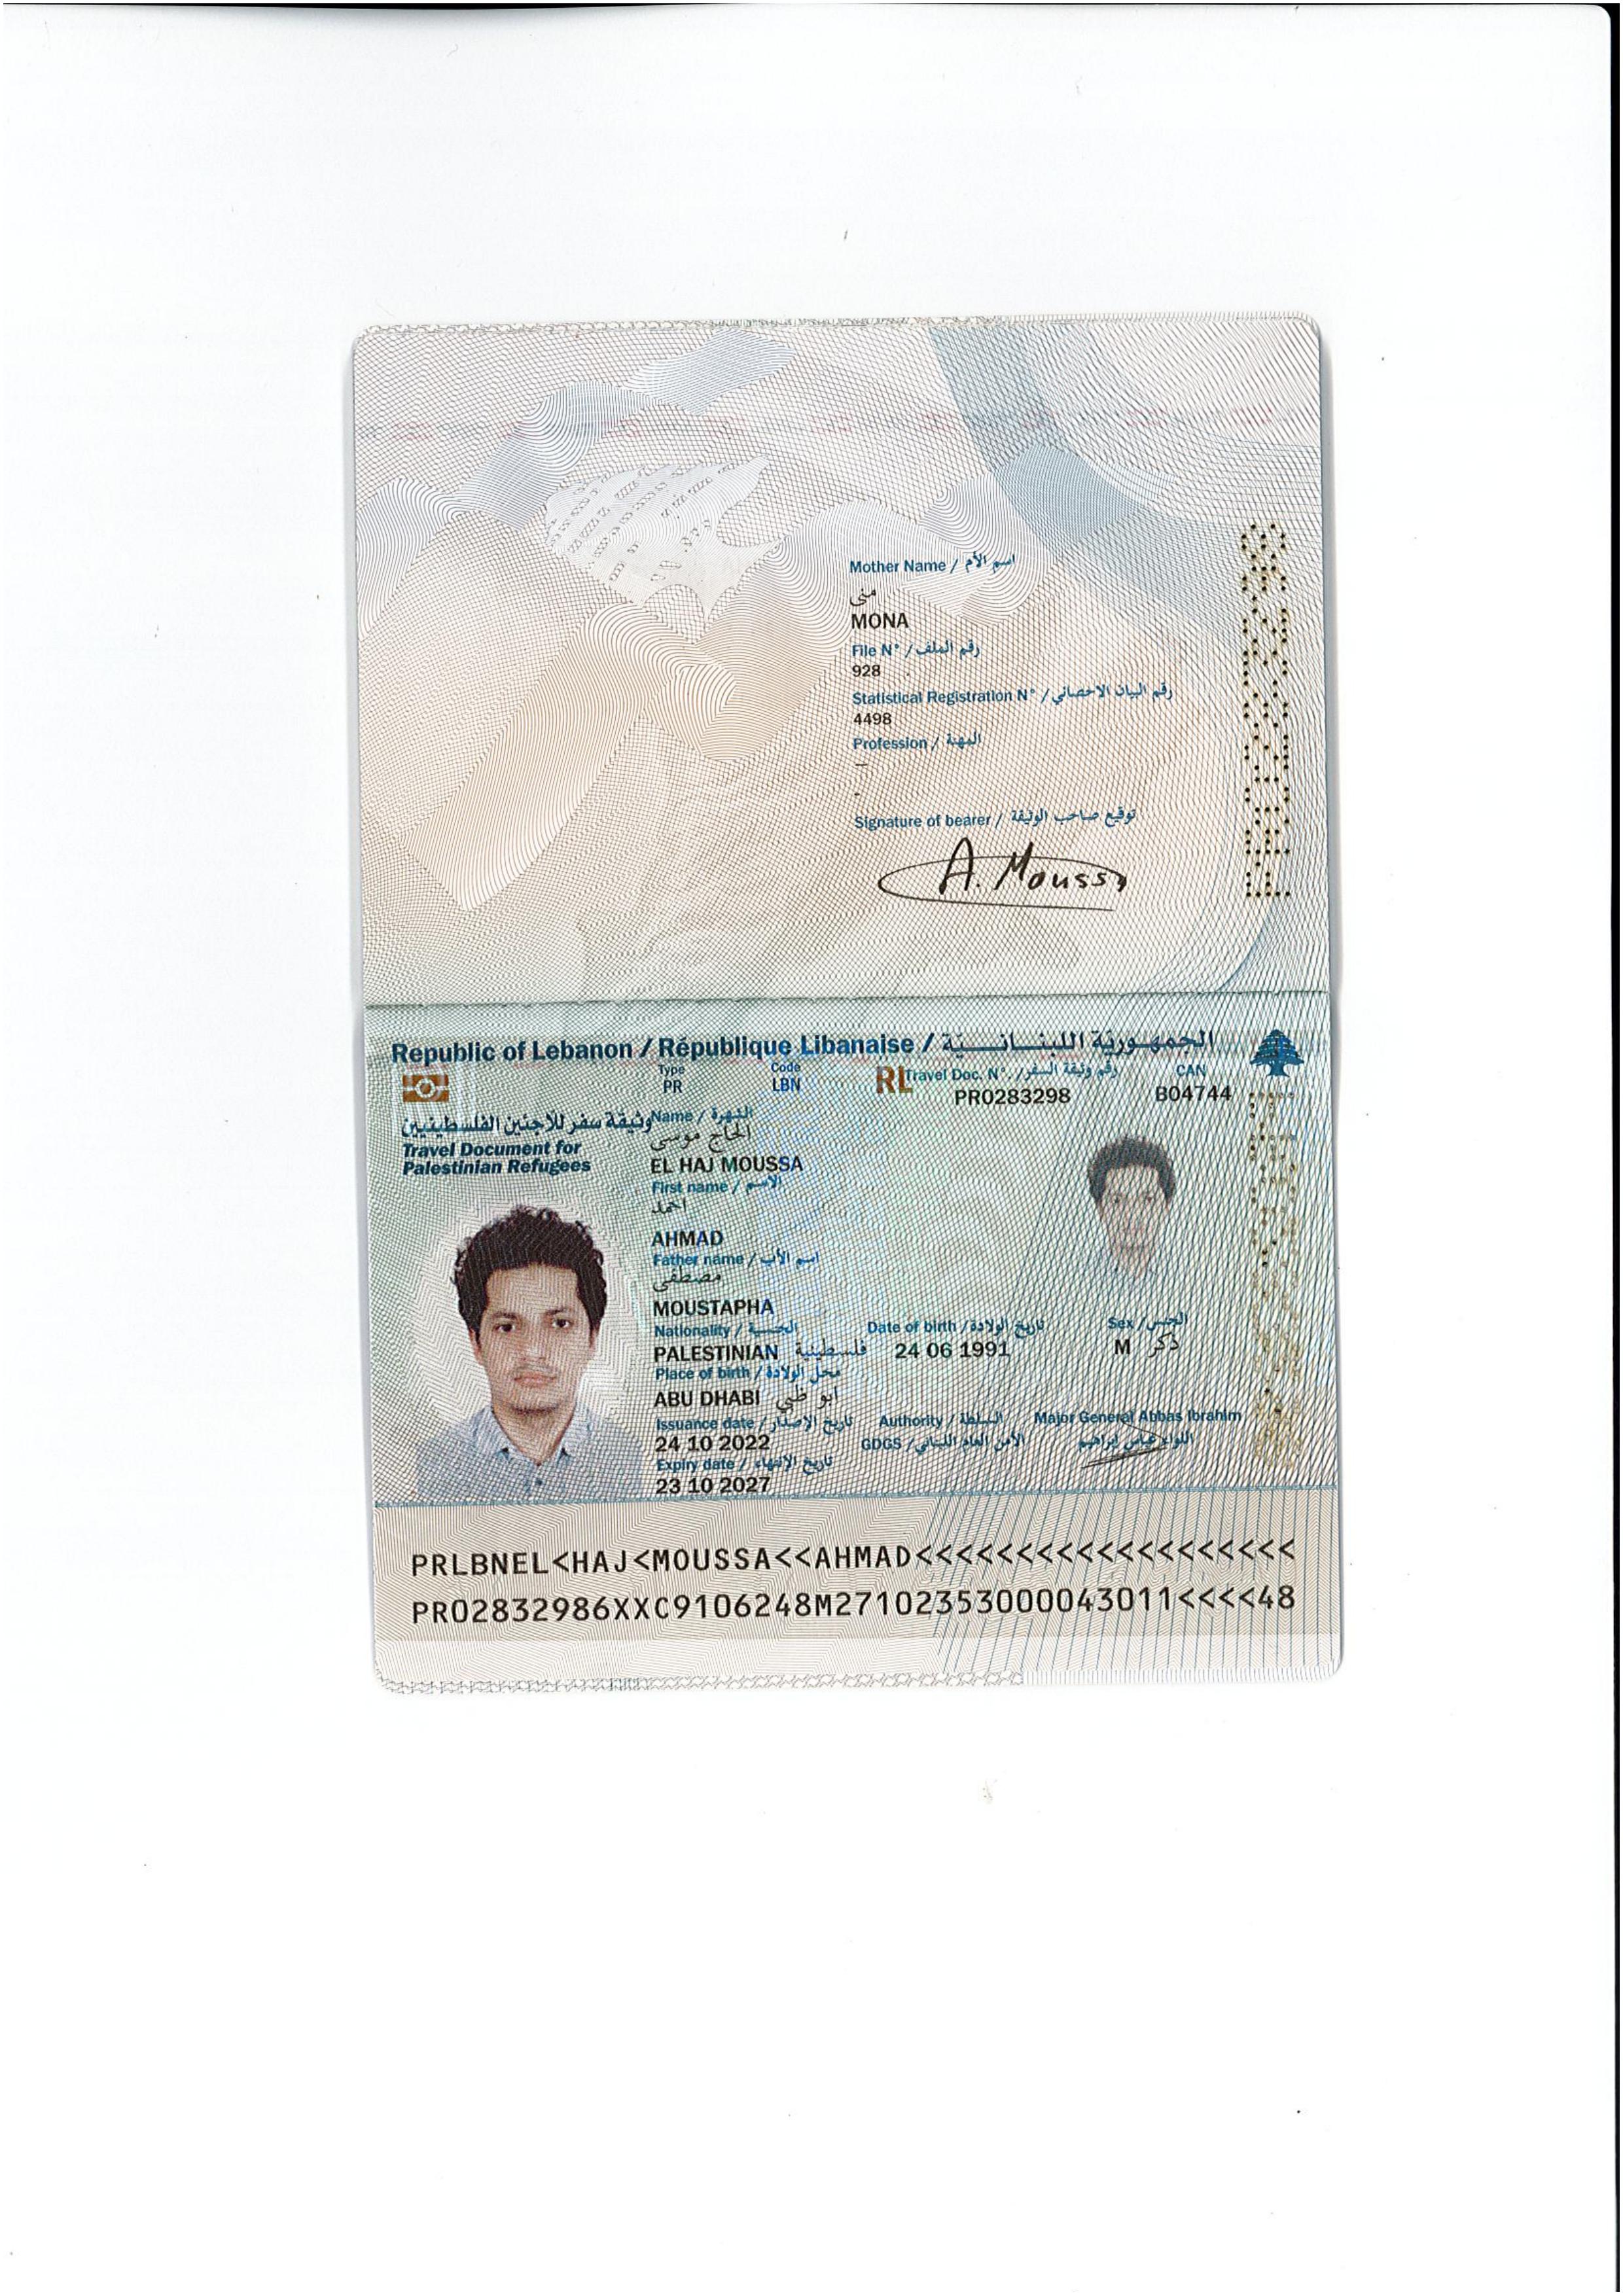 Mother Name / اسم الأم
منى
MONA
File N° / رقم الملف
928
Statistical Registration N° / رقم البيان الاحصائي
4498
Profession / المهنة
–
-
Signature of bearer / توقيع صاحب الوثيقة
A. Moussa
Republic of Lebanon / République Libanaise / الجمهورية اللبنانية
Type
PR
Code
LBN
RL
Travel Doc. N°. / رقم وثيقة السفر
PR0283298
CAN
B04744
وثيقة سفر للاجئين الفلسطينيين
Travel Document for
Palestinian Refugees
Name / الشهرة
الحاج موسى
EL HAJ MOUSSA
First name / الاسم
احمد
AHMAD
Father name / اسم الأب
مصطفى
MOUSTAPHA
Nationality / الجنسية
PALESTINIAN فلسطينية
Date of birth / تاريخ الولادة
24 06 1991
Sex / الجنس
M ذكر
Place of birth / محل الولادة
ABU DHABI أبو ظبي
Issuance date / تاريخ الإصدار
24 10 2022
Authority / السلطة
GDGS / الأمن العام اللبناني
Major General Abbas Ibrahim
اللواء عباس ابراهيم
Expiry date / تاريخ الإنتهاء
23 10 2027
PRLBNEL<HAJ<MOUSSA<<AHMAD<<<<<<<<<<<<<<<<<<<
PR02832986XXC9106248M27102353000043011<<<<48